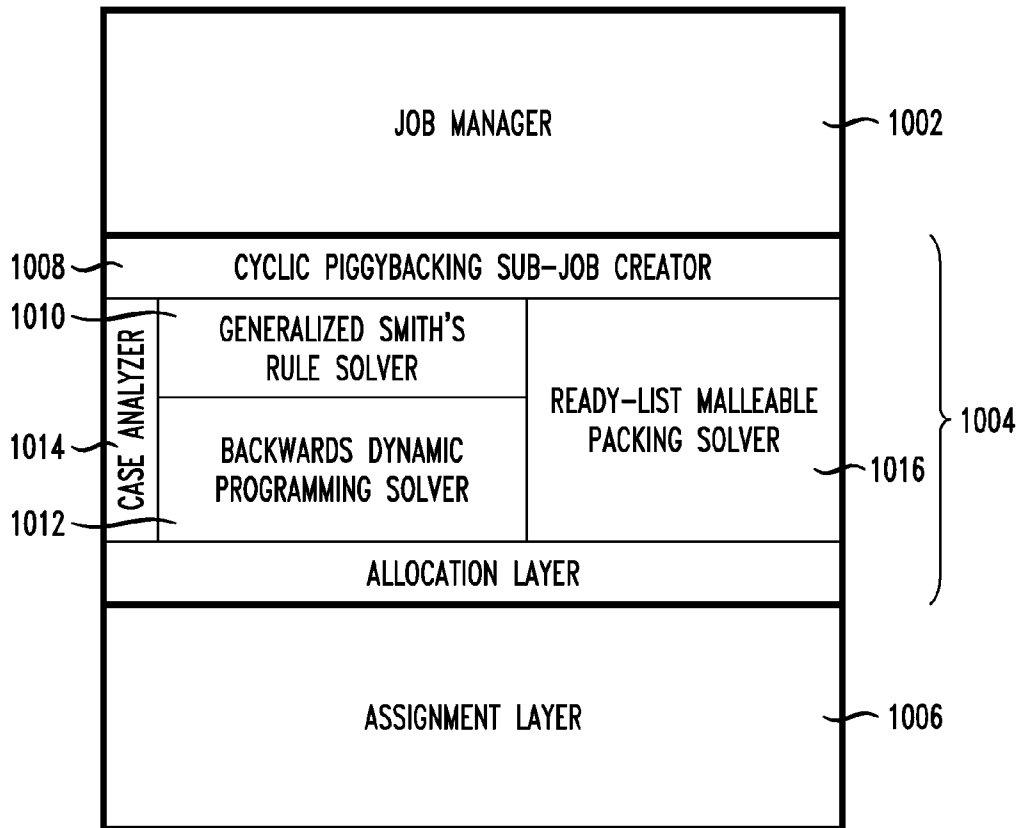 JOB MANAGER
1002
1008
CYCLIC PIGGYBACKING SUB-JOB CREATOR
1010
GENERALIZED SMITH'S
RULE SOLVER
CASE ANALYZER
1014
BACKWARDS DYNAMIC
PROGRAMMING SOLVER
1012
READY-LIST MALLEABLE
PACKING SOLVER
1016
1004
ALLOCATION LAYER
ASSIGNMENT LAYER
1006